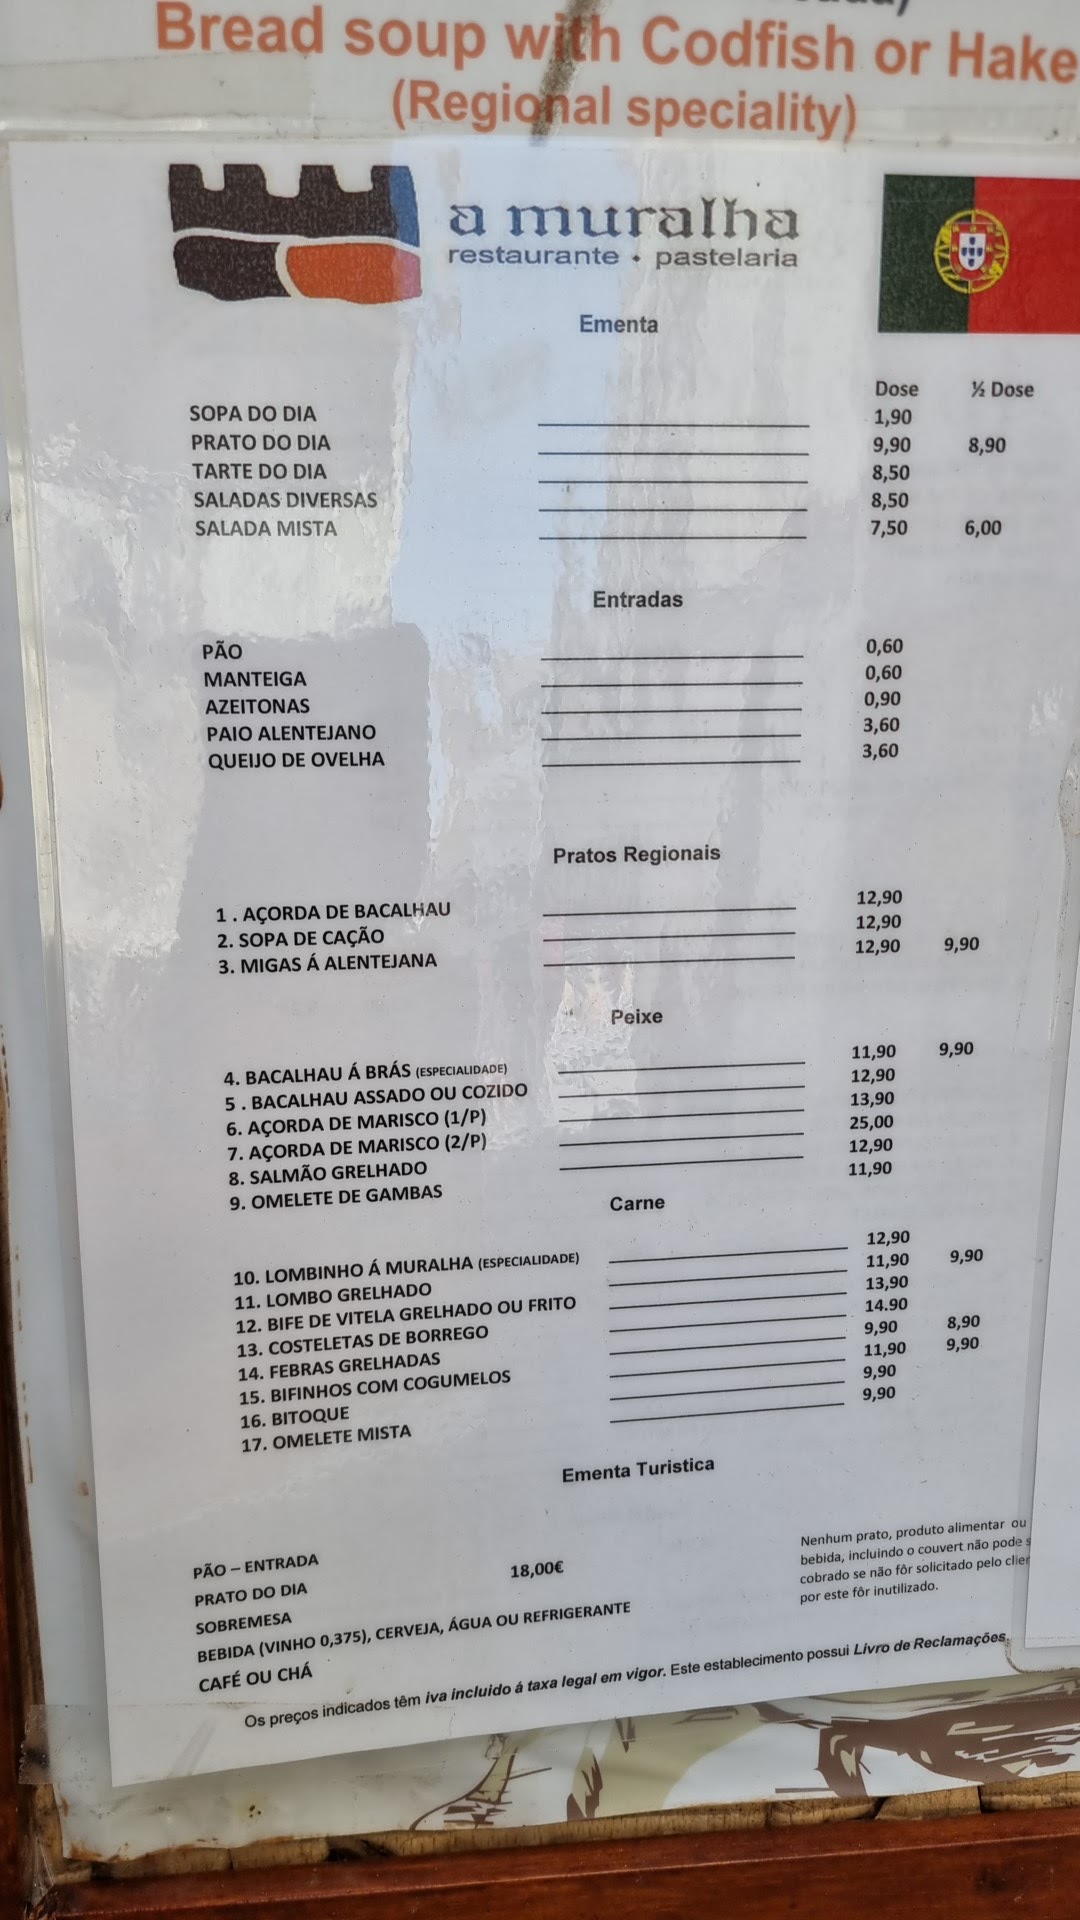 Bread soup with Codfish or Hake
(Regional speciality)
a muralha
restaurante • pastelaria
Ementa
Dose ½ Dose
SOPA DO DIA 1,90
PRATO DO DIA 9,90 8,90
TARTE DO DIA 8,50
SALADAS DIVERSAS 8,50
SALADA MISTA 7,50 6,00
Entradas
PÃO 0,60
MANTEIGA 0,60
AZEITONAS 0,90
PAIO ALENTEJANO 3,60
QUEIJO DE OVELHA 3,60
Pratos Regionais
1 . AÇORDA DE BACALHAU 12,90
2. SOPA DE CAÇÃO 12,90
3. MIGAS Á ALENTEJANA 12,90 9,90
Peixe
4. BACALHAU Á BRÁS (ESPECIALIDADE) 11,90 9,90
5 . BACALHAU ASSADO OU COZIDO 12,90
6. AÇORDA DE MARISCO (1/P) 13,90
7. AÇORDA DE MARISCO (2/P) 25,00
8. SALMÃO GRELHADO 12,90
9. OMELETE DE GAMBAS 11,90
Carne
10. LOMBINHO Á MURALHA (ESPECIALIDADE) 12,90
11. LOMBO GRELHADO 11,90 9,90
12. BIFE DE VITELA GRELHADO OU FRITO 13,90
13. COSTELETAS DE BORREGO 14.90
14. FEBRAS GRELHADAS 9,90 8,90
15. BIFINHOS COM COGUMELOS 11,90 9,90
16. BITOQUE 9,90
17. OMELETE MISTA 9,90
Ementa Turistica
PÃO – ENTRADA
PRATO DO DIA 18,00€
SOBREMESA
BEBIDA (VINHO 0,375), CERVEJA, ÁGUA OU REFRIGERANTE
CAFÉ OU CHÁ
Nenhum prato, produto alimentar ou
bebida, incluindo o couvert não pode
cobrado se não fôr solicitado pelo
por este fôr inutilizado.
Os preços indicados têm iva incluido á taxa legal em vigor. Este establecimento possui Livro de Reclamações.